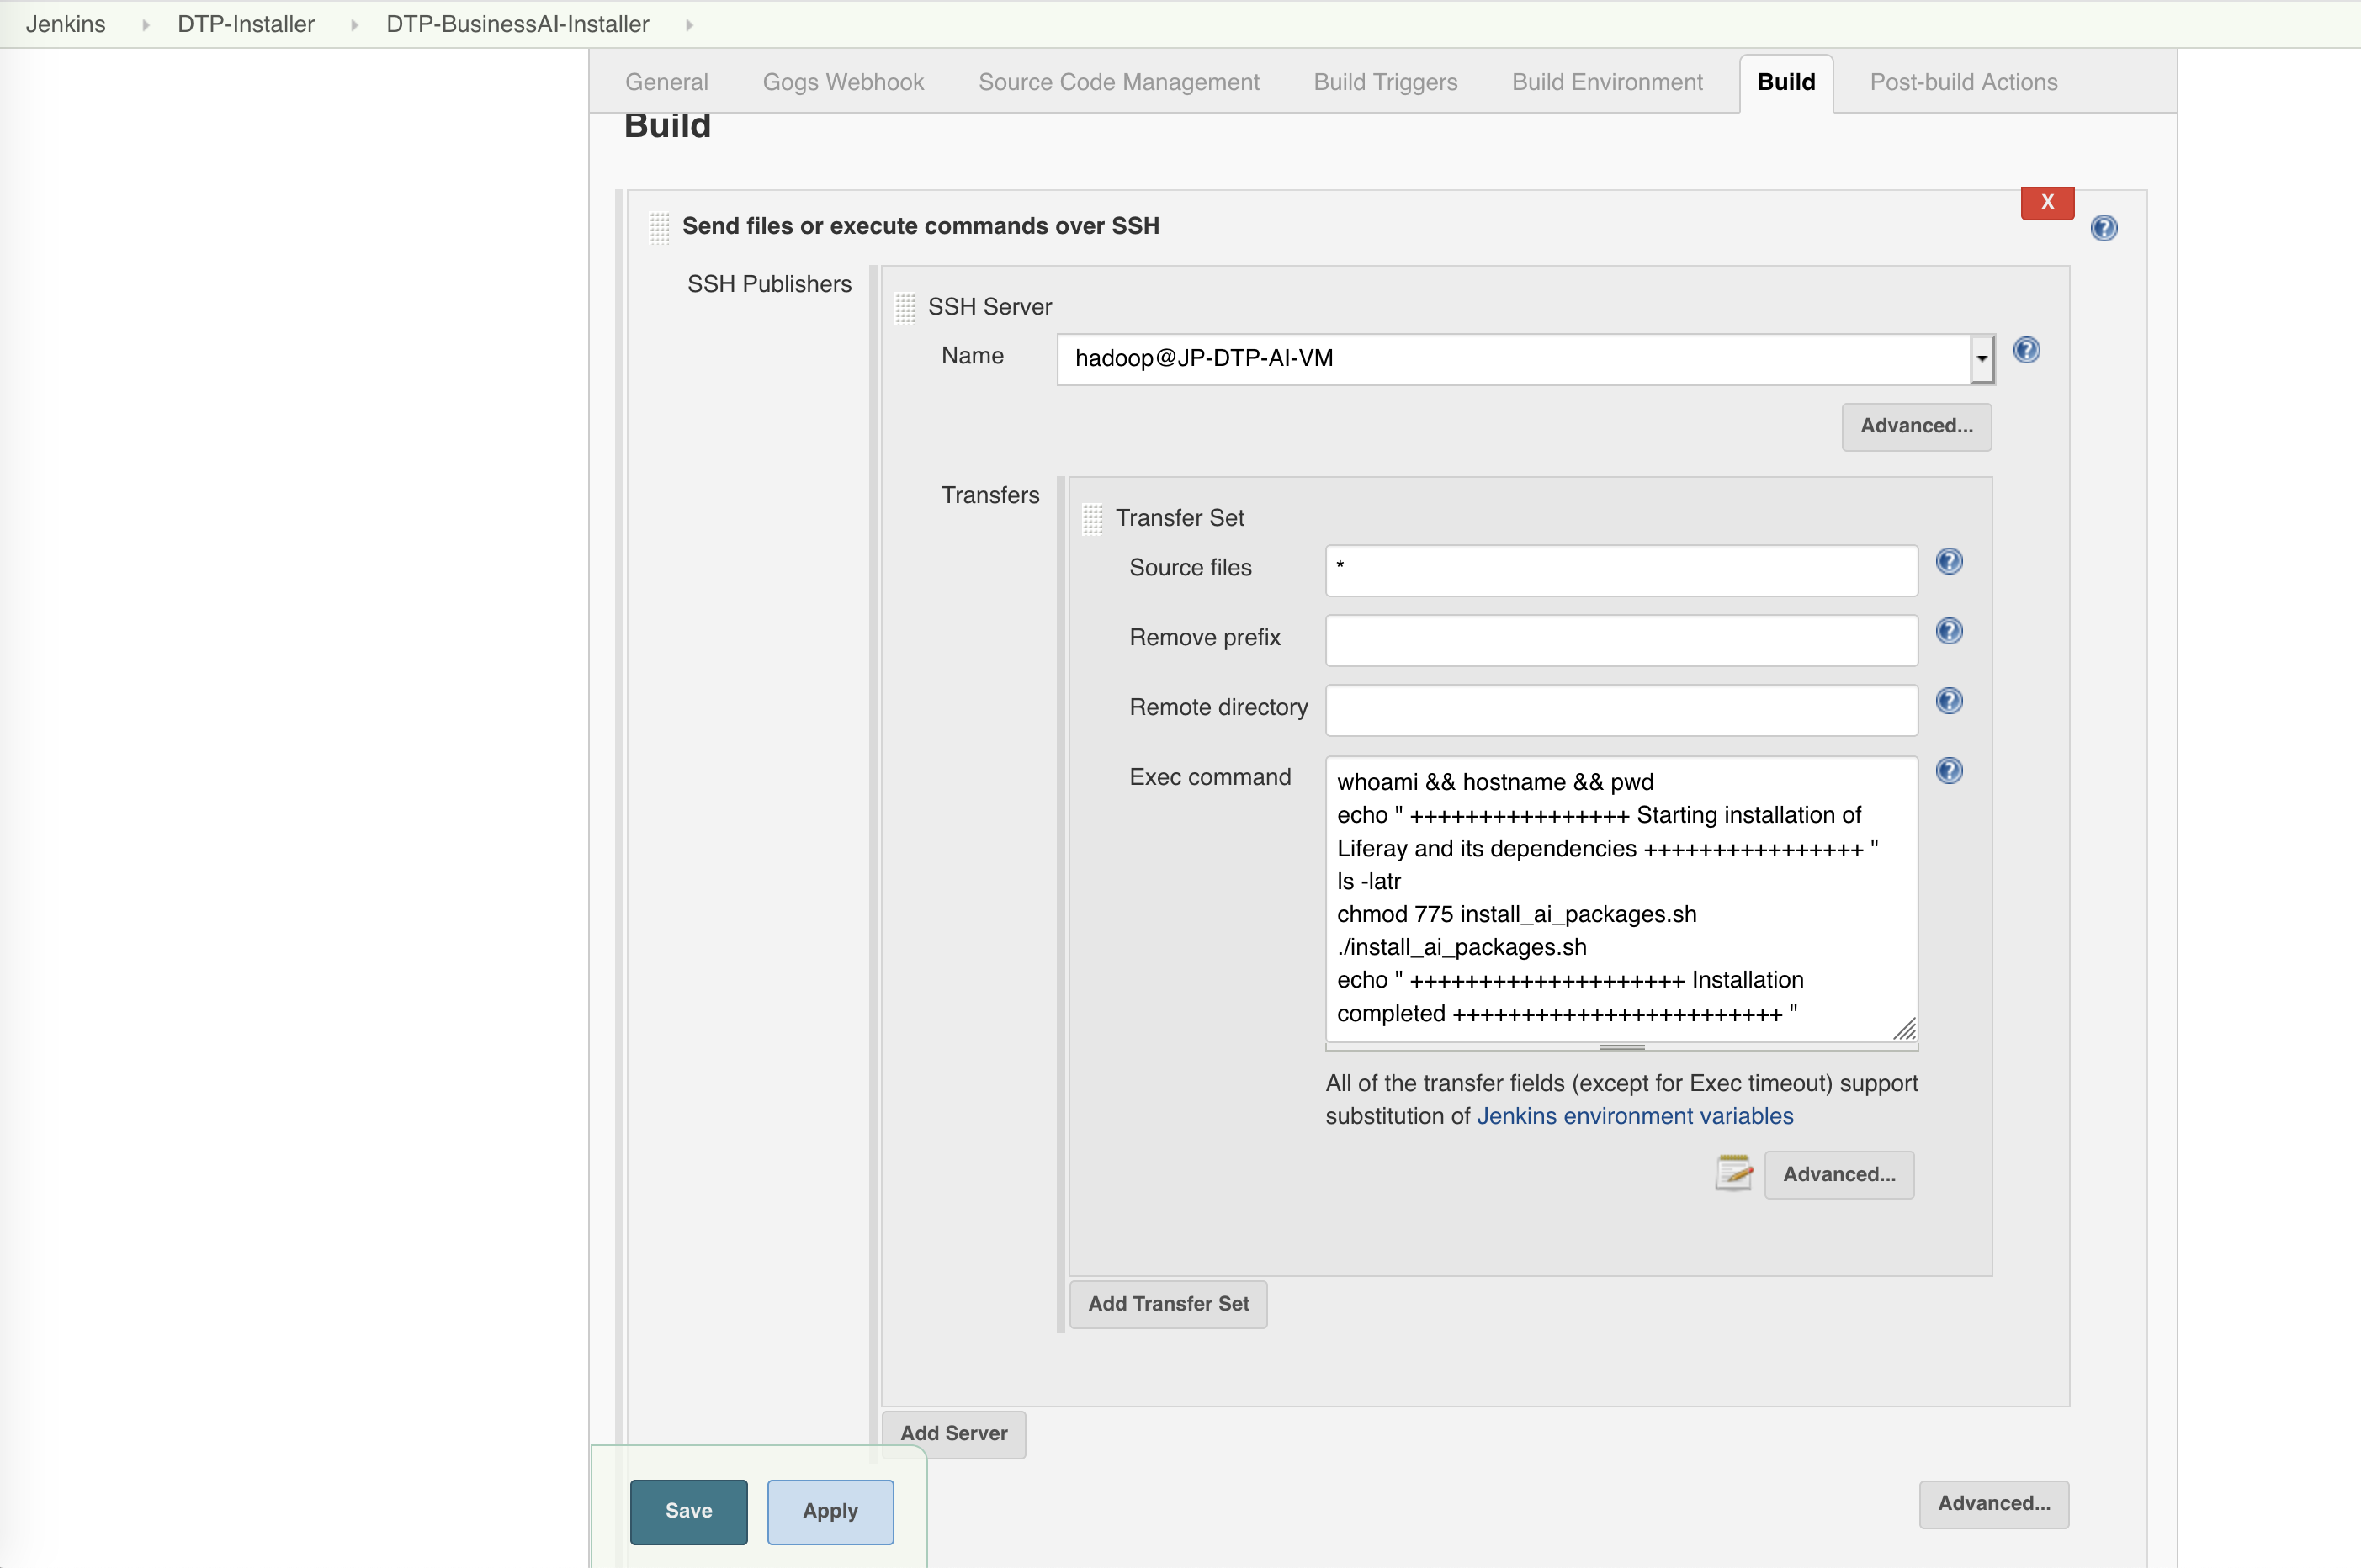 Jenkins DTP-Installer DTP-BusinessAI-Installer
General Gogs Webhook Source Code Management Build Triggers Build Environment Build Post-build Actions
Build
X
Send files or execute commands over SSH
SSH Publishers
SSH Server
Name hadoop@JP-DTP-AI-VM
Advanced...
Transfers
Transfer Set
Source files *
Remove prefix
Remote directory
Exec command
whoami && hostname && pwd
echo " ++++++++++++++++ Starting installation of
Liferay and its dependencies ++++++++++++++++ "
ls -latr
chmod 775 install_ai_packages.sh
./install_ai_packages.sh
echo " ++++++++++++++++++++ Installation
completed ++++++++++++++++++++++++ "
All of the transfer fields (except for Exec timeout) support
substitution of Jenkins environment variables
Advanced...
Add Transfer Set
Add Server
Save Apply
Advanced...